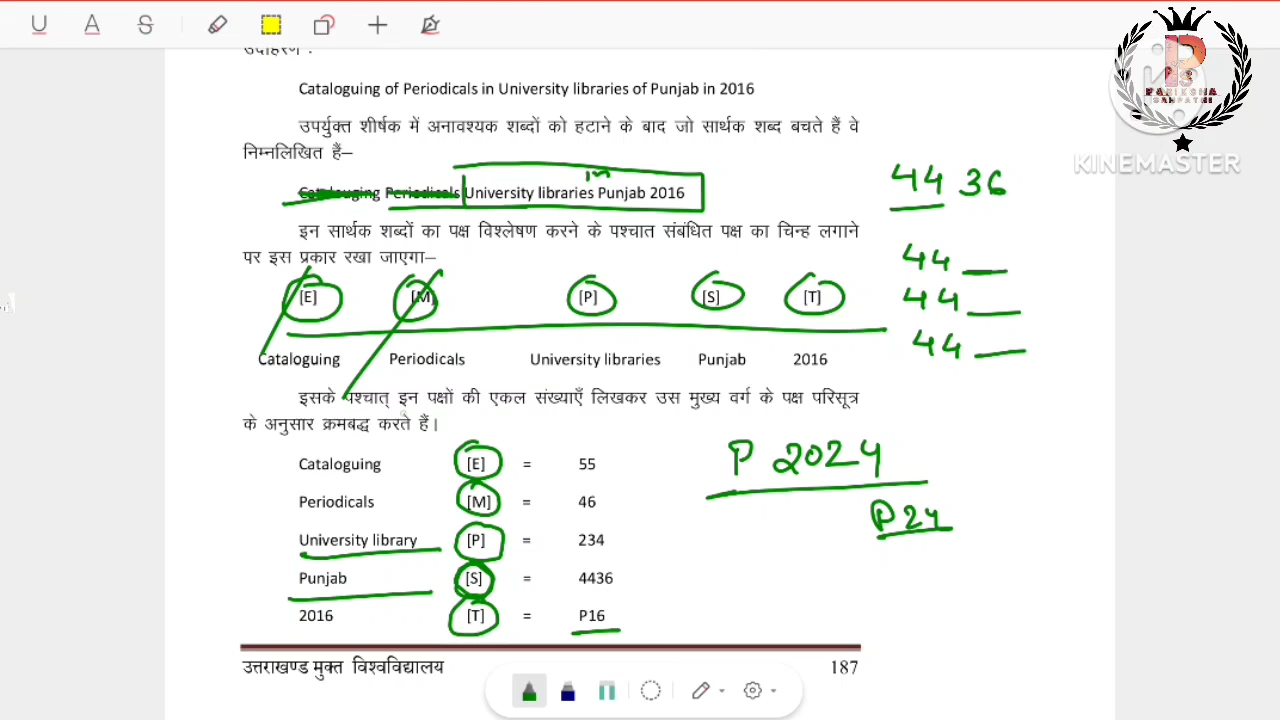 U A S
उदाहरण :
Cataloguing of Periodicals in University libraries of Punjab in 2016
उपर्युक्त शीर्षक में अनावश्यक शब्दों को हटाने के बाद जो सार्थक शब्द बचते हैं वे
निम्नलिखित हैं–
in
Catalouging Periodicals University libraries Punjab 2016
इन सार्थक शब्दों का पक्ष विश्लेषण करने के पश्चात संबंधित पक्ष का चिन्ह लगाने
पर इस प्रकार रखा जाएगा–
[E] [M] [P] [S] [T]
Cataloguing Periodicals University libraries Punjab 2016
इसके पश्चात् इन पक्षों की एकल संख्याएँ लिखकर उस मुख्य वर्ग के पक्ष परिसूत्र
के अनुसार क्रमबद्ध करते हैं।
Cataloguing [E] = 55
Periodicals [M] = 46
University library [P] = 234
Punjab [S] = 4436
2016 [T] = P16
उत्तराखण्ड मुक्त विश्वविद्यालय 187
44 36
44
44
44
P 2024
P24
PARIKSHA
KINEMASTER